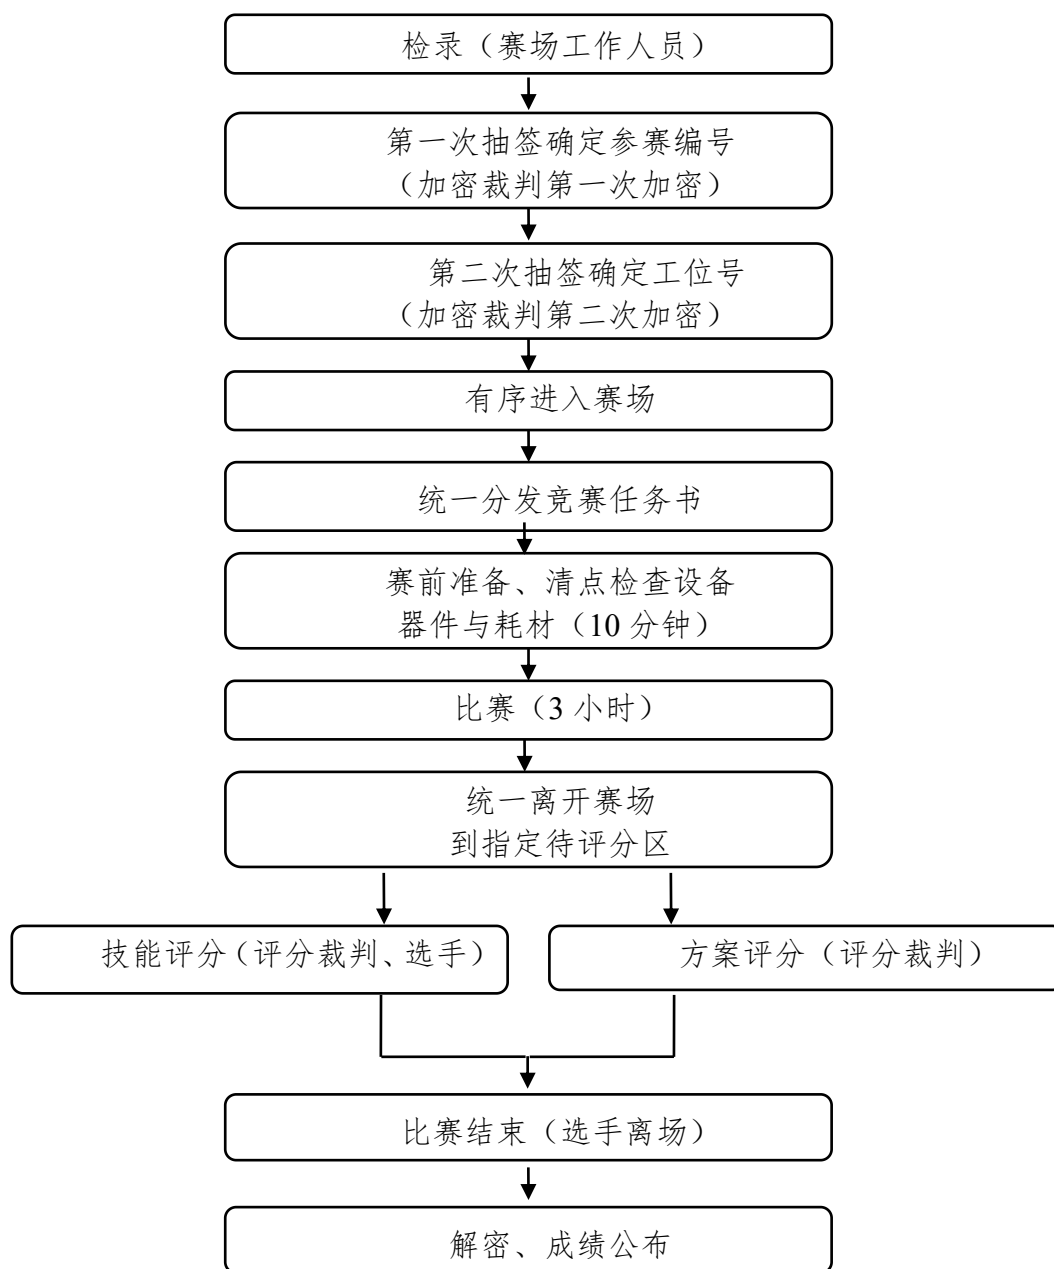 检录（赛场工作人员）
第一次抽签确定参赛编号
（加密裁判第一次加密）
第二次抽签确定工位号
（加密裁判第二次加密）
有序进入赛场
统一分发竞赛任务书
赛前准备、清点检查设备
器件与耗材（10 分钟）
比赛（3 小时）
统一离开赛场
到指定待评分区
技能评分（评分裁判、选手）
方案评分（评分裁判）
比赛结束（选手离场）
解密、成绩公布